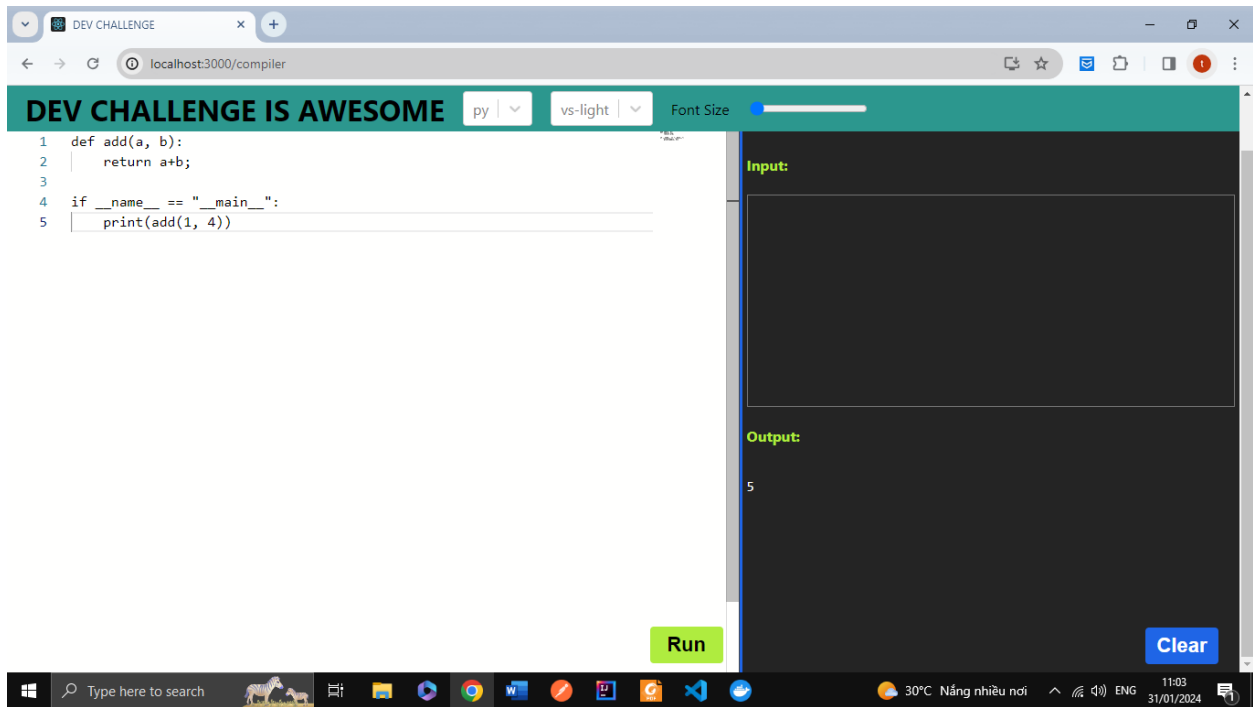 DEV CHALLENGE
localhost:3000/compiler
t
DEV CHALLENGE IS AWESOME py vs-light Font Size
1 def add(a, b):
2     return a+b;
3
4 if __name__ == "__main__":
5     print(add(1, 4))
Input:
Output:
5
Run
Clear
Type here to search
30°C Nắng nhiều nơi
ENG
11:03
31/01/2024
1